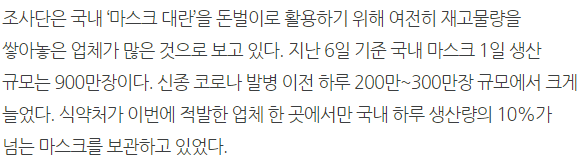 조사단은 국내 ‘마스크 대란’을 돈벌이로 활용하기 위해 여전히 재고물량을
쌓아놓은 업체가 많은 것으로 보고 있다. 지난 6일 기준 국내 마스크 1일 생산
규모는 900만장이다. 신종 코로나 발병 이전 하루 200만~300만장 규모에서 크게
늘었다. 식약처가 이번에 적발한 업체 한 곳에서만 국내 하루 생산량의 10%가
넘는 마스크를 보관하고 있었다.